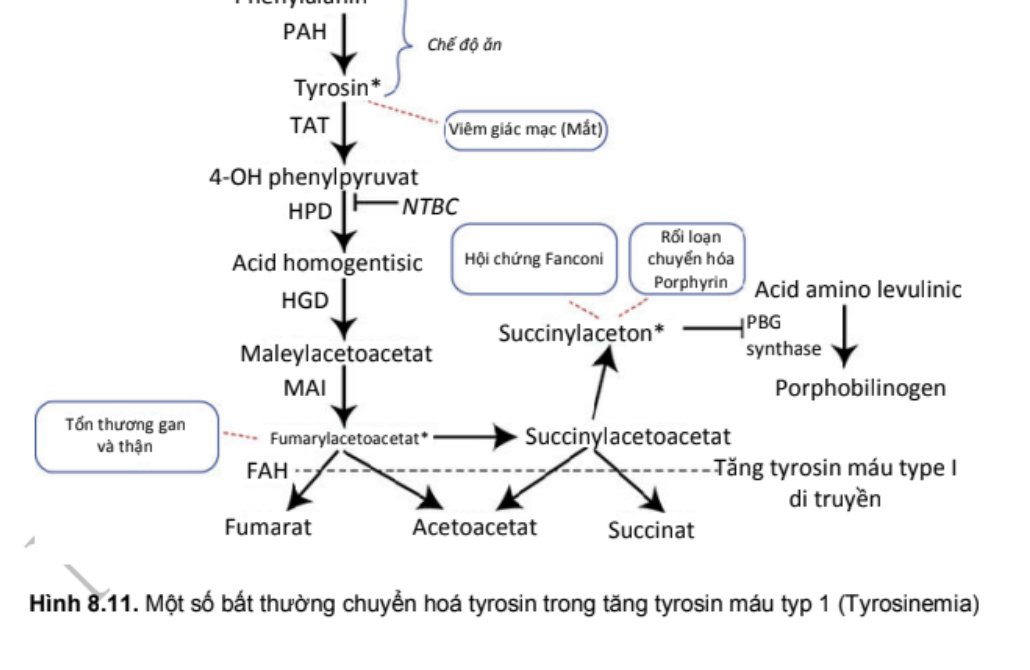 Phenylalanin
PAH
Chế độ ăn
Tyrosin*
TAT
Viêm giác mạc (Mắt)
4-OH phenylpyruvat
HPD
NTBC
Acid homogentisic
Hội chứng Fanconi
Rối loạn
chuyển hóa
Porphyrin
Acid amino levulinic
HGD
Succinylaceton*
PBG
synthase
Maleylacetoacetat
MAI
Porphobilinogen
Tổn thương gan
và thận
Fumarylacetoacetat*
Succinylacetoacetat
FAH
Tăng tyrosin máu type I
di truyền
Fumarat
Acetoacetat
Succinat
Hình 8.11. Một số bất thường chuyển hoá tyrosin trong tăng tyrosin máu typ 1 (Tyrosinemia)